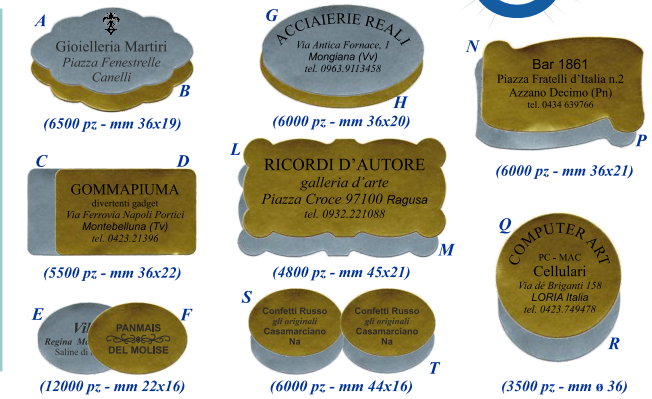 A
Gioielleria Martiri
Piazza Fenestrelle
Canelli
B
(6500 pz - mm 36x19)
G
ACCIAIERIE REALI
Via Antica Fornace, 1
Mongiana (Vv)
tel. 0963.9113458
H
(6000 pz - mm 36x20)
N
Bar 1861
Piazza Fratelli d'Italia n.2
Azzano Decimo (Pn)
tel. 0434 639766
P
(6000 pz - mm 36x21)
C
D
GOMMAPIUMA
divertenti gadget
Via Ferrovia Napoli Portici
Montebelluna (Tv)
tel. 0423.21396
(5500 pz - mm 36x22)
L
RICORDI D'AUTORE
galleria d'arte
Piazza Croce 97100 Ragusa
tel. 0932.221088
M
(4800 pz - mm 45x21)
Q
COMPUTER ART
PC - MAC
Cellulari
Via dé Briganti 158
LORIA Italia
tel. 0423.749478
R
(3500 pz - mm ø 36)
E
Regina
Saline di
F
PANMAIS
DEL MOLISE
(12000 pz - mm 22x16)
S
Confetti Russo
gli originali
Casamarciano
Na
Confetti Russo
gli originali
Casamarciano
Na
T
(6000 pz - mm 44x16)